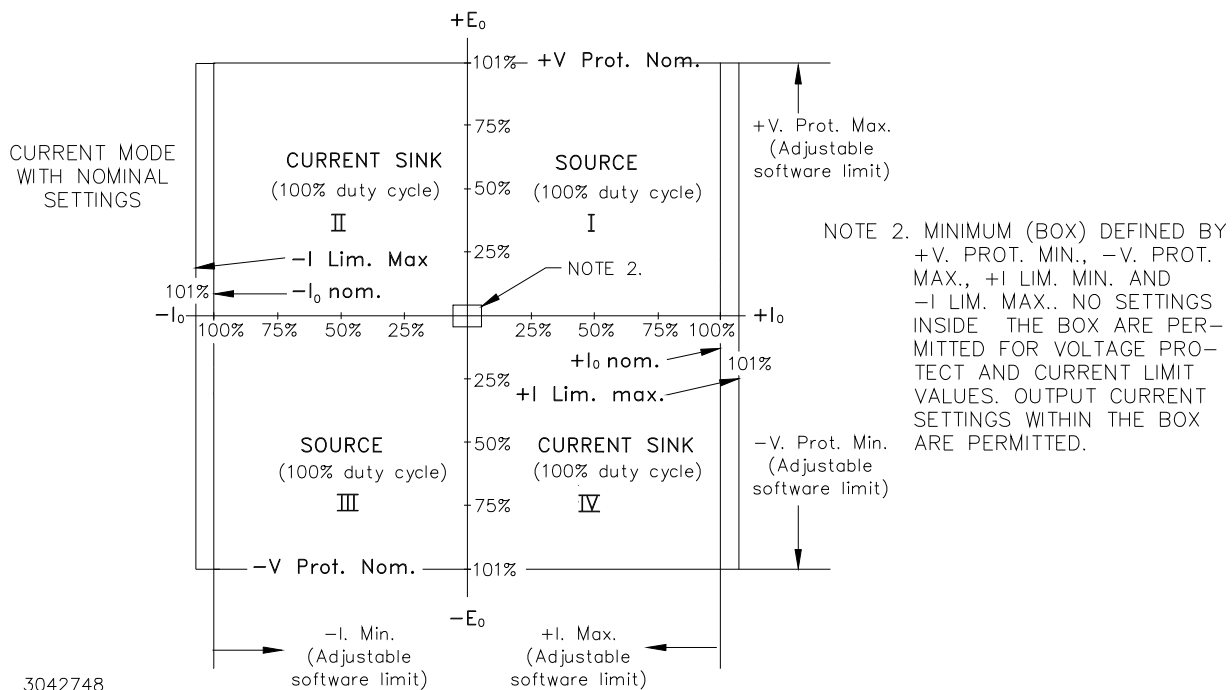 +E₀
101% +V Prot. Nom.
75%
+V. Prot. Max.
(Adjustable
software limit)
CURRENT MODE
WITH NOMINAL
SETTINGS
CURRENT SINK
(100% duty cycle)
II
SOURCE
(100% duty cycle)
I
50%
25%
−I Lim. Max
101%
−I₀ nom.
NOTE 2.
NOTE 2. MINIMUM (BOX) DEFINED BY
+V. PROT. MIN., −V. PROT.
MAX., +I LIM. MIN. AND
−I LIM. MAX.. NO SETTINGS
INSIDE THE BOX ARE PER−
MITTED FOR VOLTAGE PRO−
TECT AND CURRENT LIMIT
VALUES. OUTPUT CURRENT
SETTINGS WITHIN THE BOX
ARE PERMITTED.
−I₀
100% 75% 50% 25% 25% 50% 75% 100%
+I₀
+I₀ nom.
101%
+I Lim. max.
25%
50%
SOURCE
(100% duty cycle)
III
CURRENT SINK
(100% duty cycle)
IV
−V. Prot. Min.
(Adjustable
software limit)
75%
−V Prot. Nom. 101%
−E₀
−I. Min.
(Adjustable
software limit)
+I. Max.
(Adjustable
software limit)
3042748